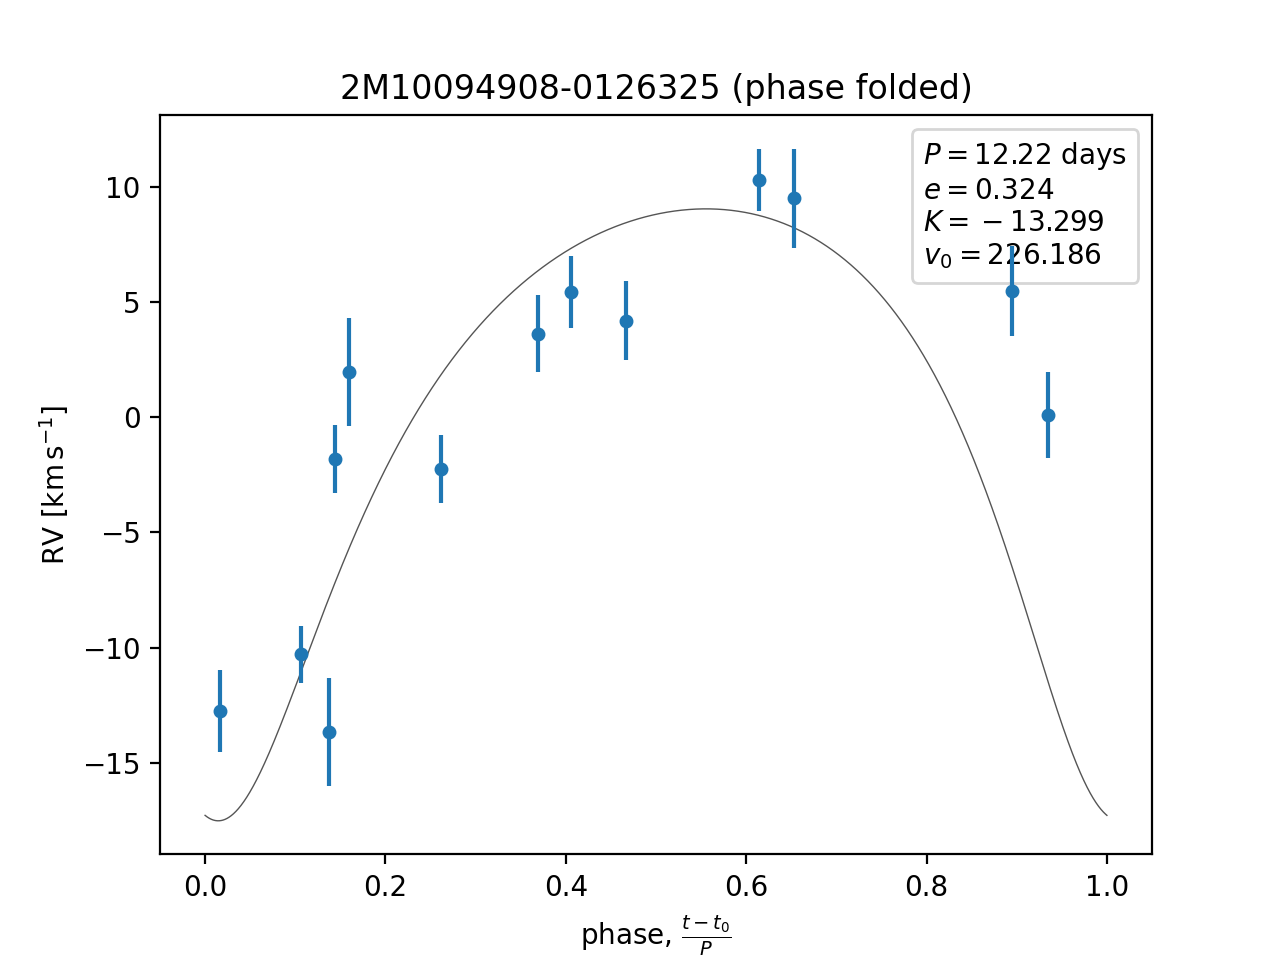 2M10094908-0126325 (phase folded)
P = 12.22 days
e = 0.324
K = −13.299
v₀ = 226.186
RV [km s⁻¹]
10
5
0
−5
−10
−15
0.0 0.2 0.4 0.6 0.8 1.0
phase, (t − t₀)/P